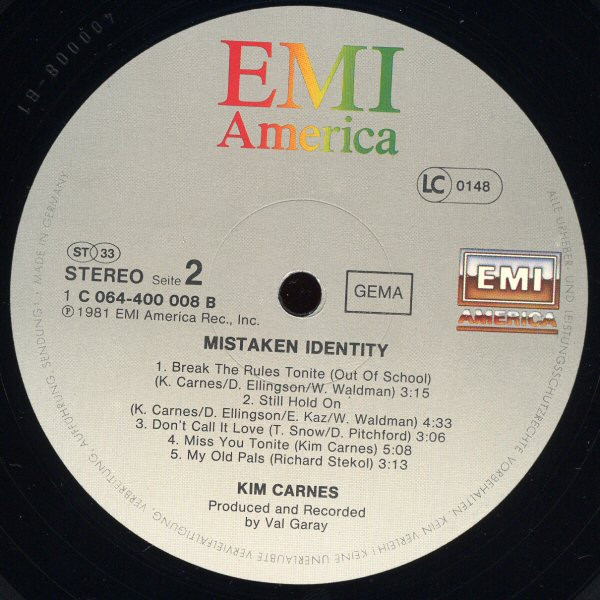 EMI
America
LC 0148
ST 33
STEREO Seite 2
1 C 064-400 008 B
Ⓟ 1981 EMI America Rec., Inc.
GEMA
EMI
AMERICA
MISTAKEN IDENTITY
1. Break The Rules Tonite (Out Of School)
(K. Carnes/D. Ellingson/W. Waldman) 3:15
2. Still Hold On
(K. Carnes/D. Ellingson/E. Kaz/W. Waldman) 4:33
3. Don't Call It Love (T. Snow/D. Pitchford) 3:06
4. Miss You Tonite (Kim Carnes) 5:08
5. My Old Pals (Richard Stekol) 3:13
KIM CARNES
Produced and Recorded
by Val Garay
ALLE URHEBER- UND LEISTUNGSSCHUTZRECHTE VORBEHALTEN. KEIN VERLEIH! KEINE UNERLAUBTE VERVIELFÄLTIGUNG, VERBREITUNG, AUFFÜHRUNG, SENDUNG! · MADE IN GERMANY
400008-B1